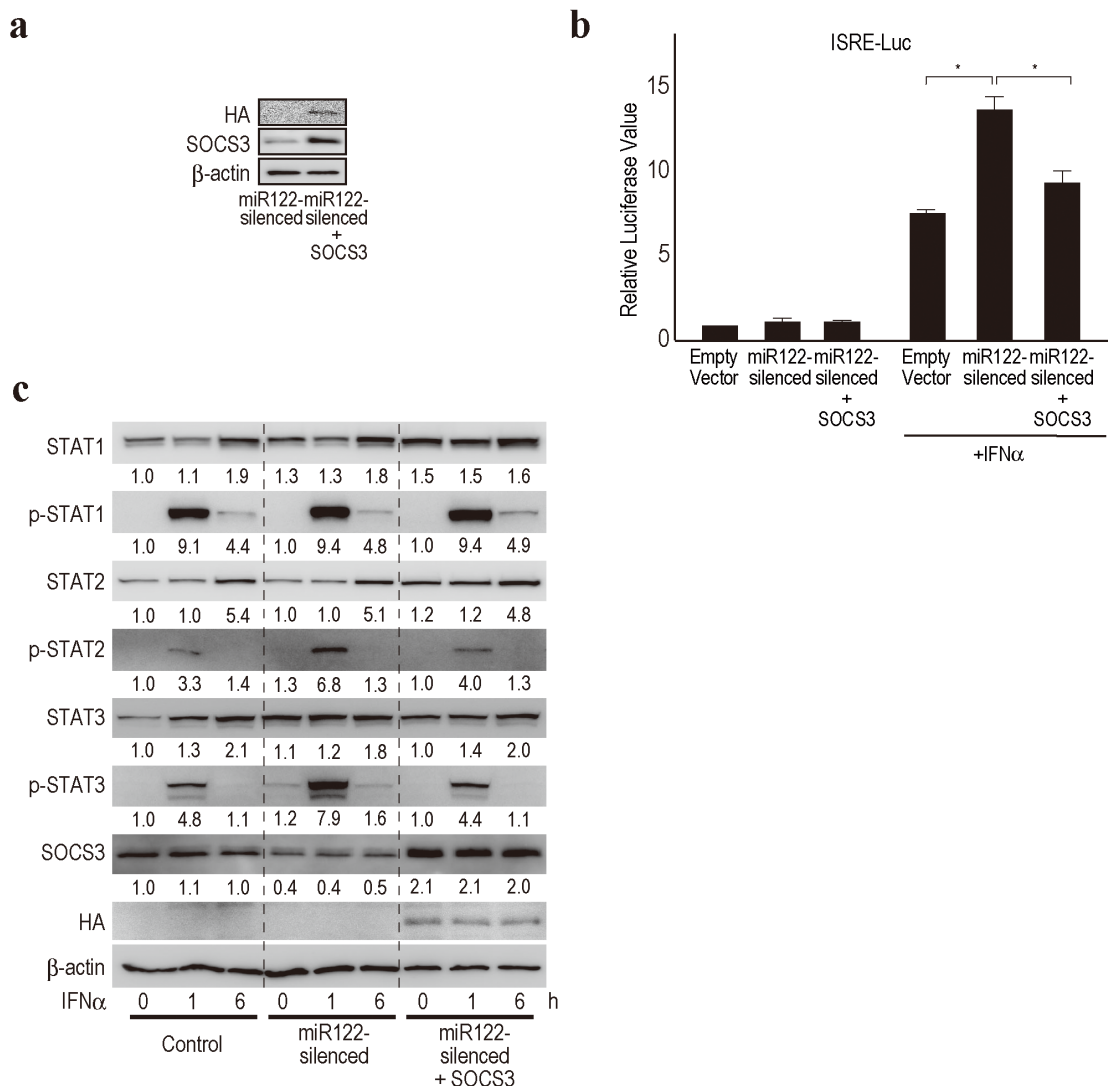 a
HA
SOCS3
β-actin
miR122-silenced
miR122-silenced + SOCS3
b
ISRE-Luc
Relative Luciferase Value
15
10
5
0
* *
Empty Vector
miR122-silenced
miR122-silenced + SOCS3
Empty Vector
miR122-silenced
miR122-silenced + SOCS3
+IFNα
c
STAT1
1.0 1.1 1.9 1.3 1.3 1.8 1.5 1.5 1.6
p-STAT1
1.0 9.1 4.4 1.0 9.4 4.8 1.0 9.4 4.9
STAT2
1.0 1.0 5.4 1.0 1.0 5.1 1.2 1.2 4.8
p-STAT2
1.0 3.3 1.4 1.3 6.8 1.3 1.0 4.0 1.3
STAT3
1.0 1.3 2.1 1.1 1.2 1.8 1.0 1.4 2.0
p-STAT3
1.0 4.8 1.1 1.2 7.9 1.6 1.0 4.4 1.1
SOCS3
1.0 1.1 1.0 0.4 0.4 0.5 2.1 2.1 2.0
HA
β-actin
IFNα 0 1 6 0 1 6 0 1 6 h
Control
miR122-silenced
miR122-silenced + SOCS3